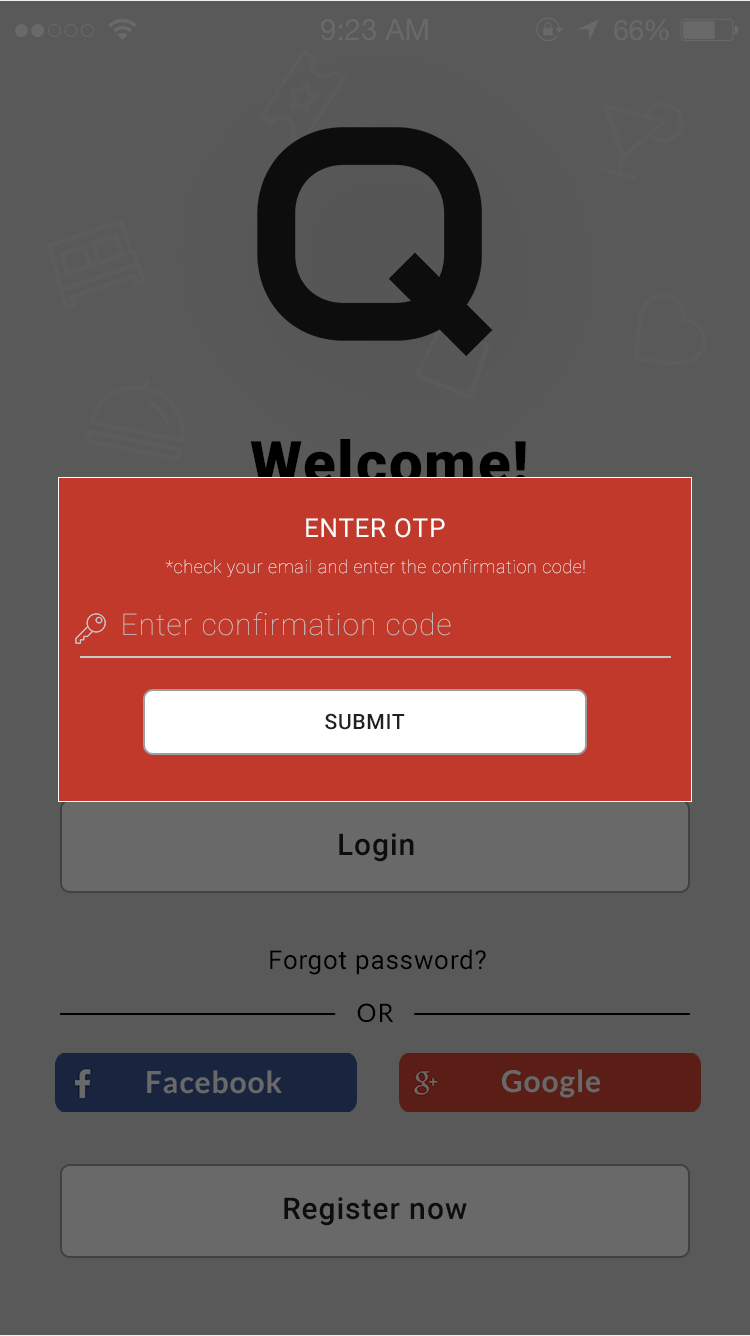 9:23 AM 66%
Q
Welcome!
ENTER OTP
*check your email and enter the confirmation code!
Enter confirmation code
SUBMIT
Login
Forgot password?
OR
f Facebook
g+ Google
Register now